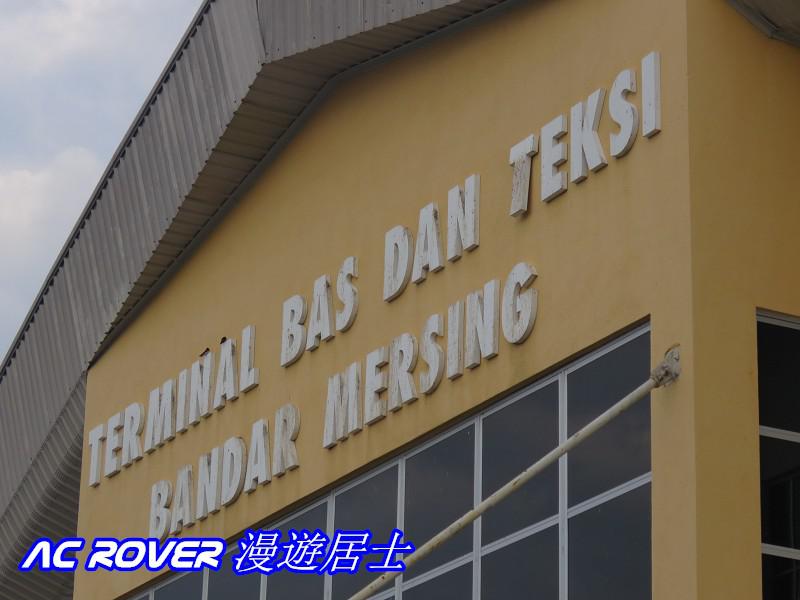 TERMINAL BAS DAN TEKSI
BANDAR MERSING
AC ROVER 漫遊居士